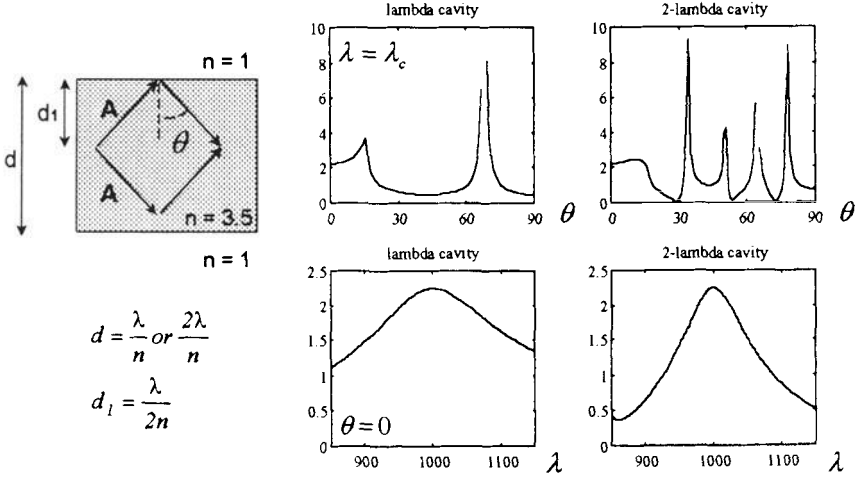 n = 1
d
d1
A
θ
A
n = 3.5
n = 1
d = λ/n or 2λ/n
d₁ = λ/2n
lambda cavity
10
8
6
4
2
0
λ = λc
0 30 60 90 θ
2-lambda cavity
10
8
6
4
2
0
0 30 60 90 θ
lambda cavity
2.5
2
1.5
1
0.5
0
θ = 0
900 1000 1100 λ
2-lambda cavity
2.5
2
1.5
1
0.5
0
900 1000 1100 λ